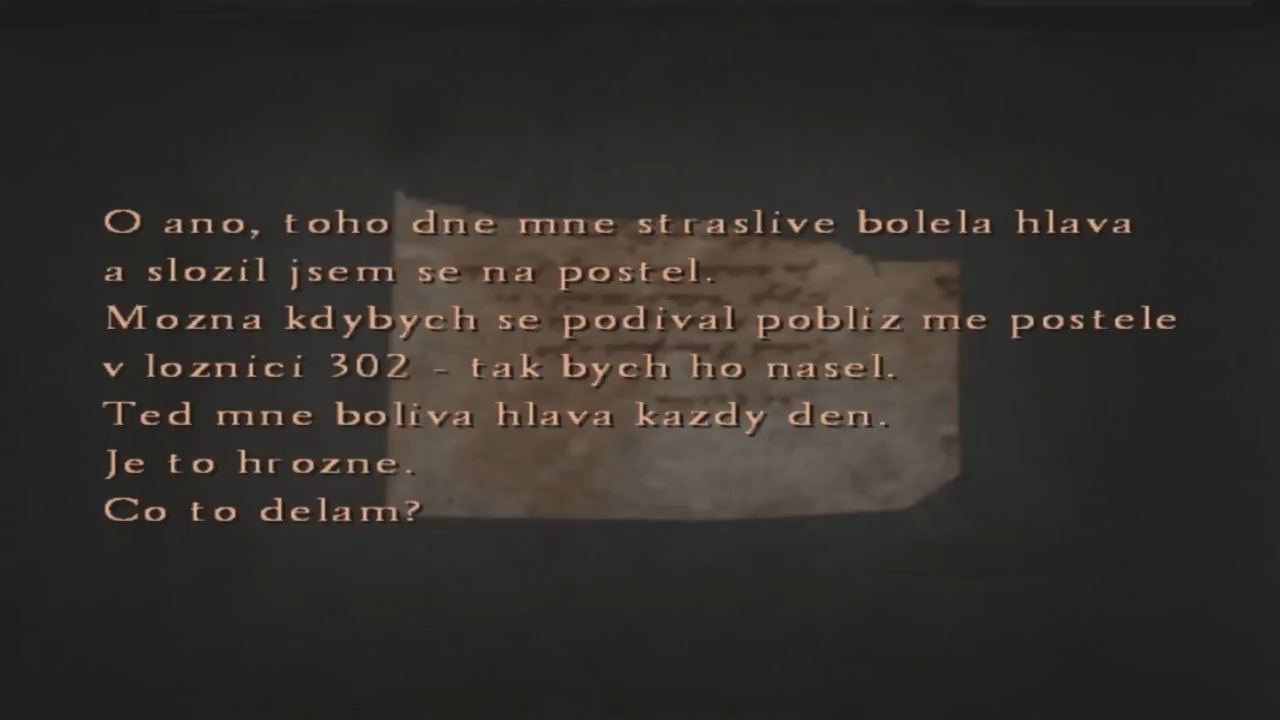 O ano, toho dne mne straslive bolela hlava
a slozil jsem se na postel.
Mozna kdybych se podival pobliz me postele
v loznici 302 - tak bych ho nasel.
Ted mne boliva hlava kazdy den.
Je to hrozne.
Co to delam?